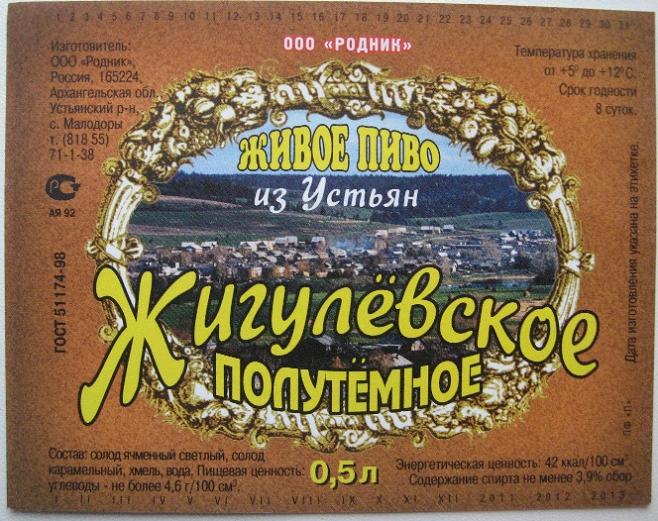 1 2 3 4 5 6 7 8 9 10 11 12 13 14 15 16 17 18 19 20 21 22 23 24 25 26 27 28 29 30 31
ООО «РОДНИК»
Изготовитель:
ООО «Родник»,
Россия, 165224,
Архангельская обл.
Устьянский р-н,
с. Малодоры
т. (818 55)
71-1-38
Температура хранения
от +5° до +12°С.
Срок годности
8 суток.
ЖИВОЕ ПИВО
из Устьян
РС
АЯ 92
ГОСТ 51174-98
Жигулёвское
ПОЛУТЁМНОЕ
Дата изготовления указана на этикетке.
ПФ «П»
Состав: солод ячменный светлый, солод
карамельный, хмель, вода. Пищевая ценность:
углеводы - не более 4,6 г/100 см³.
0,5 л
Энергетическая ценность: 42 ккал/100 см³.
Содержание спирта не менее 3,9% сбор
I II III IV V VI VII VIII IX X XI XII 2011 2012 2013